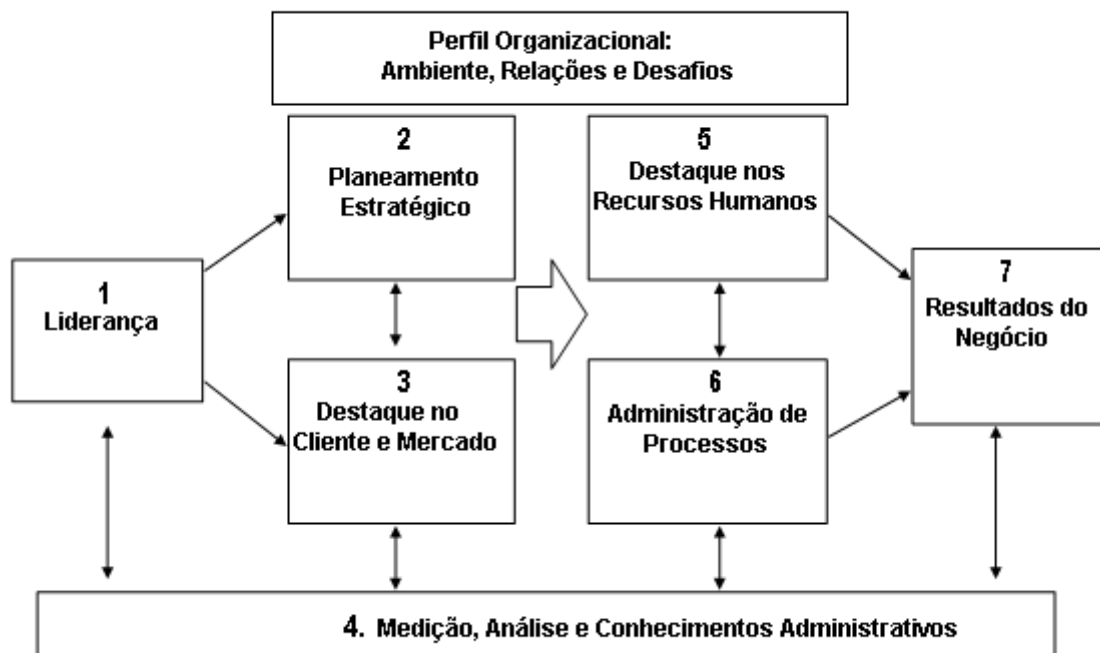 Perfil Organizacional:
Ambiente, Relações e Desafios
1
Liderança
2
Planeamento
Estratégico
3
Destaque no
Cliente e Mercado
5
Destaque nos
Recursos Humanos
6
Administração de
Processos
7
Resultados do
Negócio
4. Medição, Análise e Conhecimentos Administrativos